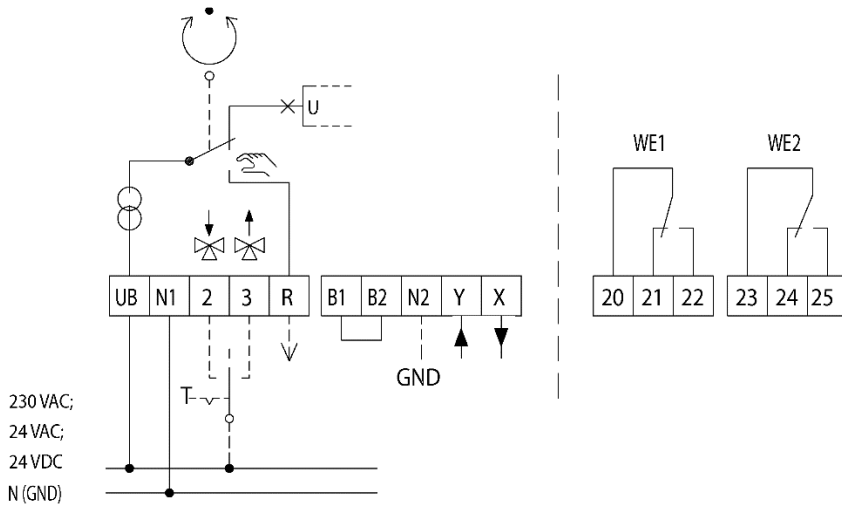 U
WE1
WE2
UB N1 2 3 R
B1 B2 N2 Y X
20 21 22
23 24 25
GND
T
230 VAC;
24 VAC;
24 VDC
N (GND)